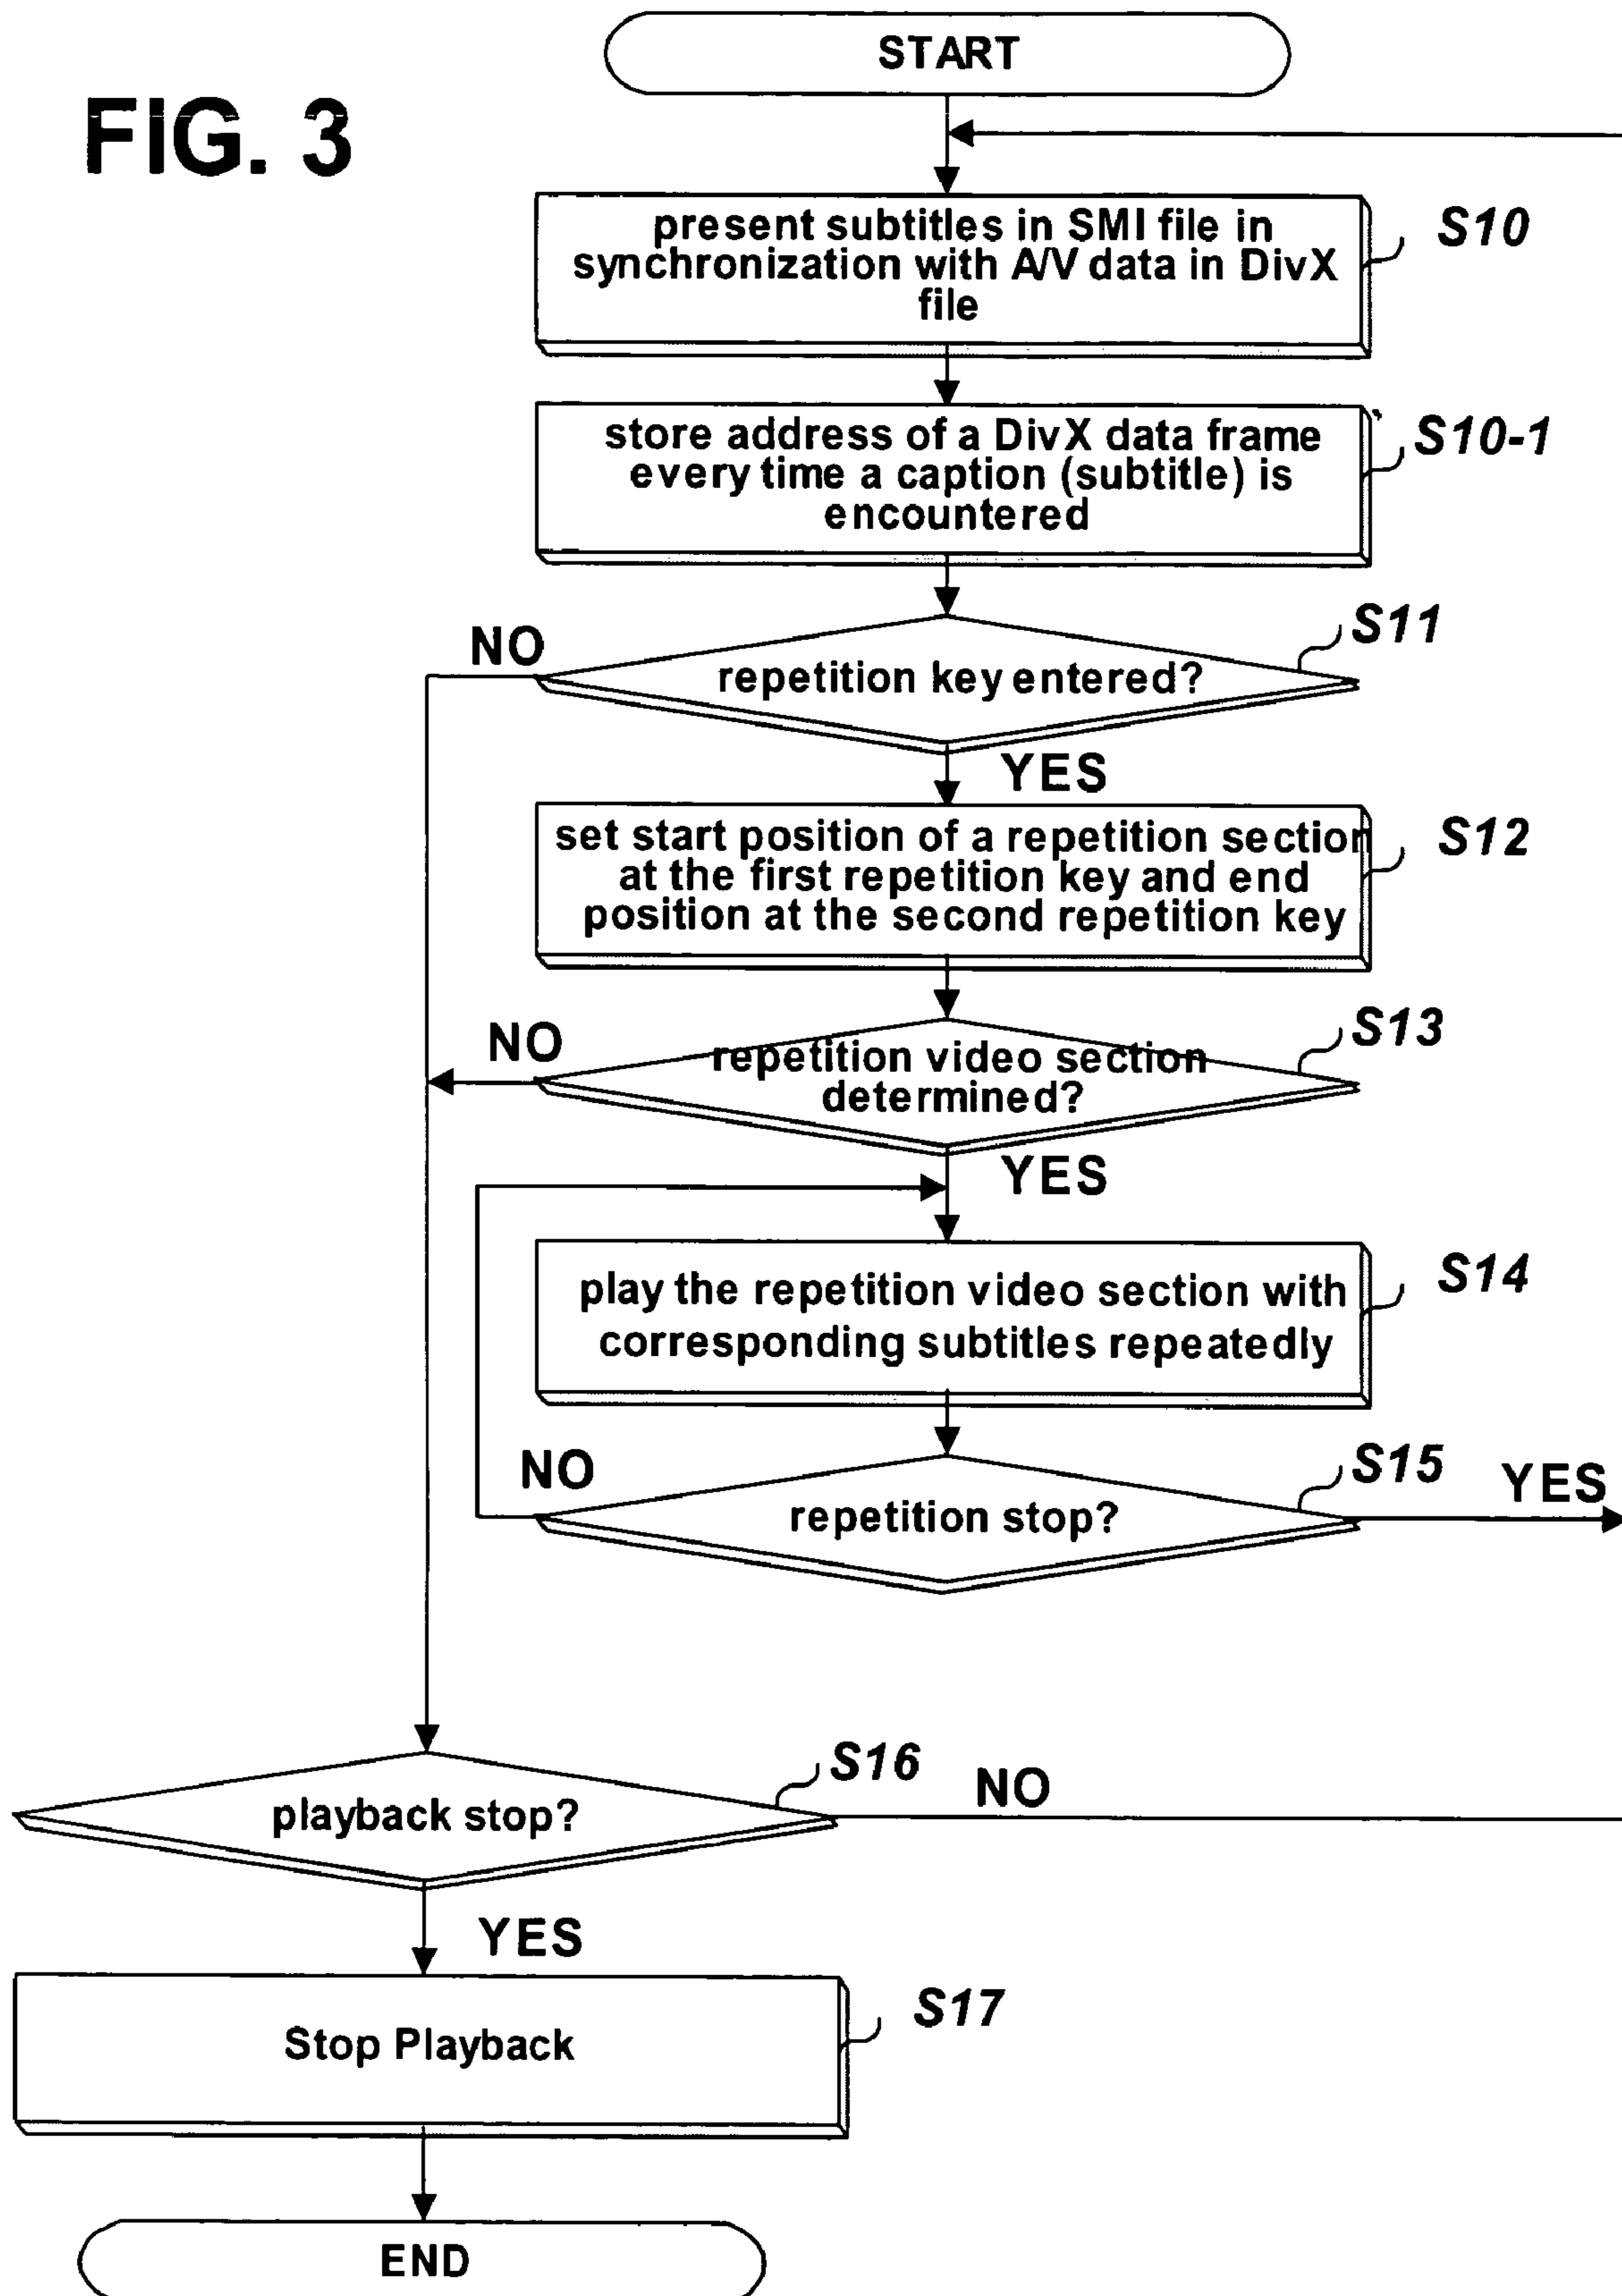 START
FIG. 3
present subtitles in SMI file in
synchronization with A/V data in DivX
file
S10
store address of a DivX data frame
every time a caption (subtitle) is
encountered
S10-1
S11
NO
repetition key entered?
YES
set start position of a repetition section
at the first repetition key and end
position at the second repetition key
S12
S13
NO
repetition video section
determined?
YES
play the repetition video section with
corresponding subtitles repeatedly
S14
NO
S15
YES
repetition stop?
S16
NO
playback stop?
YES
Stop Playback
S17
END